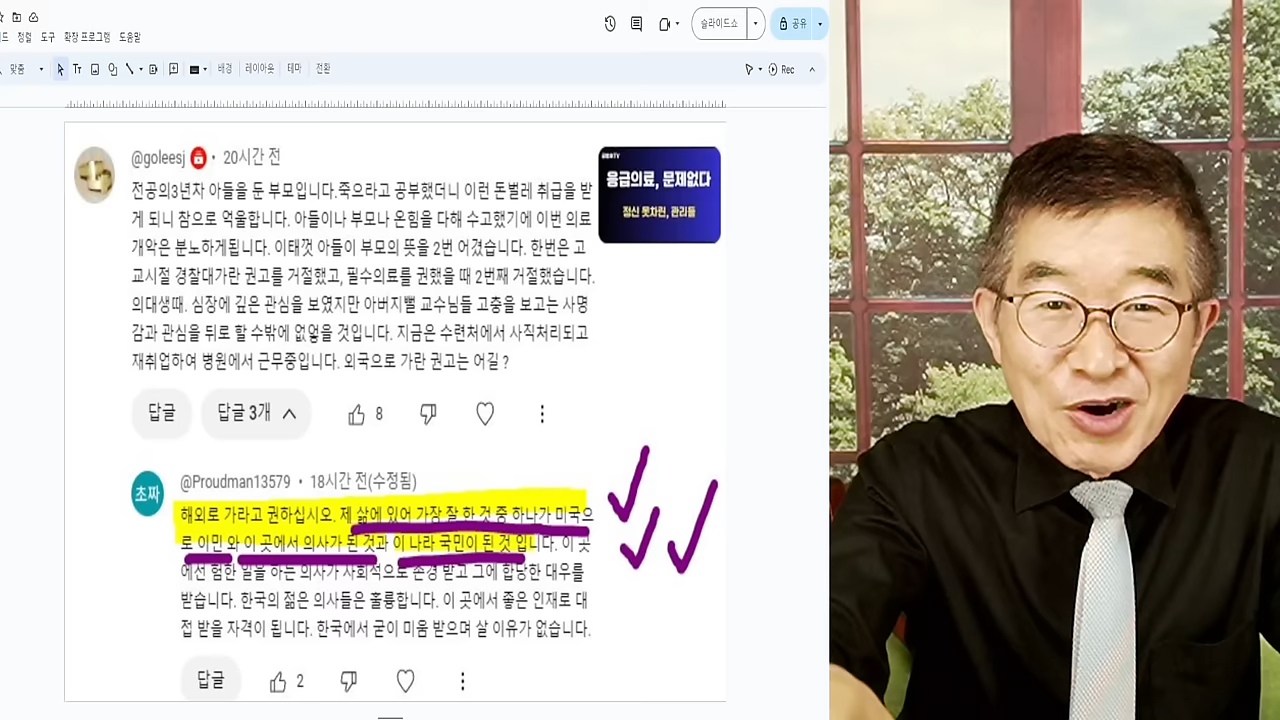 정렬 도구 확장 프로그램 도움말
슬라이드쇼
공유
맞춤
배경 레이아웃 테마 전환
Rec
@goleesj · 20시간 전
전공의3년자 아들을 둔 부모입니다.죽으라고 공부했더니 이런 돈벌레 취급을 받
게 되니 참으로 억울합니다. 아들이나 부모나 온힘을 다해 수고했기에 이번 의료
개악은 분노하게됩니다. 이태껏 아들이 부모의 뜻을 2번 어겼습니다. 한번은 고
교시절 경찰대가란 권고를 거절했고, 필수의료를 권했을 때 2번째 거절했습니다.
의대생때. 심장에 깊은 관심을 보였지만 아버지뻘 교수님들 고충을 보고는 사명
감과 관심을 뒤로 할 수밖에 없엏을 것입니다. 지금은 수련처에서 사직처리되고
재취업하여 병원에서 근무중입니다. 외국으로 가란 권고는 어길 ?
응급의료, 문제없다
정신 못차린, 관리들
답글
답글 3개
8
초짜
@Proudman13579 · 18시간 전(수정됨)
해외로 가라고 권하십시오. 제 삶에 있어 가장 잘 한 것 중 하나가 미국으
로 이민 와 이 곳에서 의사가 된 것과 이 나라 국민이 된 것 입니다. 이 곳
에선 험한 일을 하는 의사가 사회적으로 존경 받고 그에 합당한 대우를
받습니다. 한국의 젊은 의사들은 훌륭합니다. 이 곳에서 좋은 인재로 대
접 받을 자격이 됩니다. 한국에서 굳이 미움 받으며 살 이유가 없습니다.
답글
2